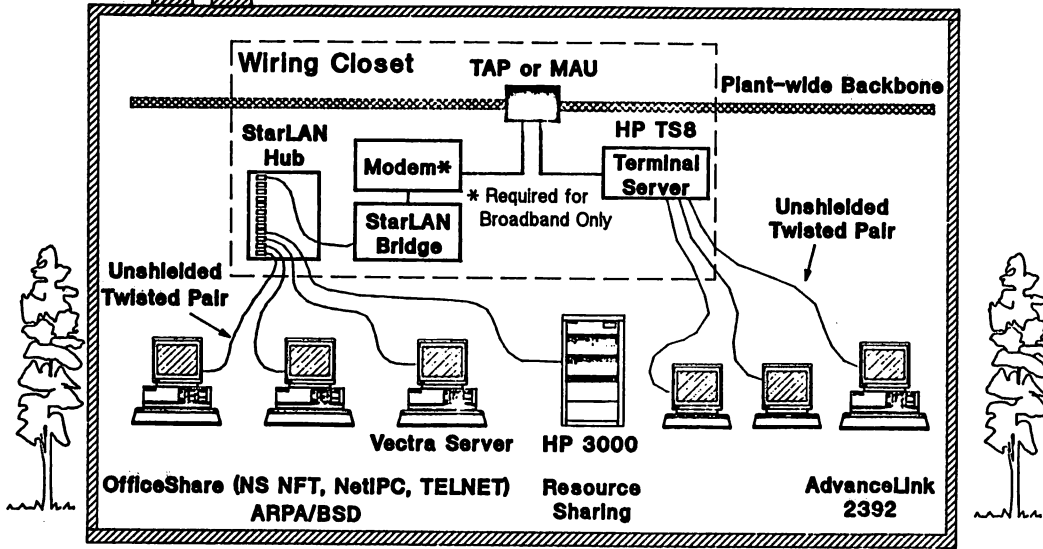 Wiring Closet
TAP or MAU
Plant-wide Backbone
StarLAN
Hub
HP TS8
Modem*
Terminal
Server
* Required for
Broadband Only
StarLAN
Bridge
Unshielded
Twisted Pair
Unshielded
Twisted Pair
Vectra Server
HP 3000
OfficeShare (NS NFT, NetIPC, TELNET)
ARPA/BSD
Resource
Sharing
AdvanceLink
2392